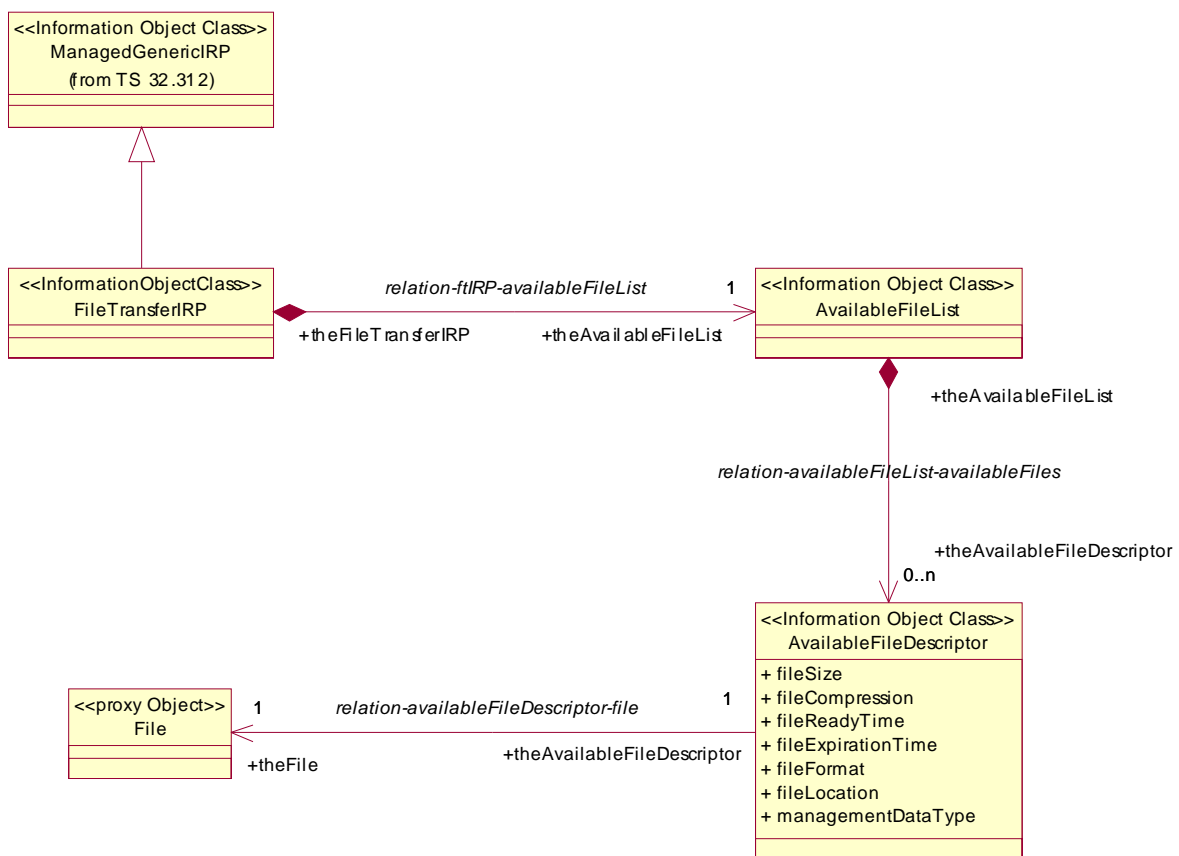 <<Information Object Class>>
ManagedGenericIRP
(from TS 32.312)
<<InformationObjectClass>>
FileTransferIRP
relation-ftIRP-availableFileList
1
+theFileTransferIRP
+theAvailableFileList
<<Information Object Class>>
AvailableFileList
+theAvailableFileList
relation-availableFileList-availableFiles
+theAvailableFileDescriptor
0..n
<<Information Object Class>>
AvailableFileDescriptor
+ fileSize
+ fileCompression
+ fileReadyTime
+ fileExpirationTime
+ fileFormat
+ fileLocation
+ managementDataType
<<proxy Object>>
File
1
relation-availableFileDescriptor-file
1
+theFile
+theAvailableFileDescriptor